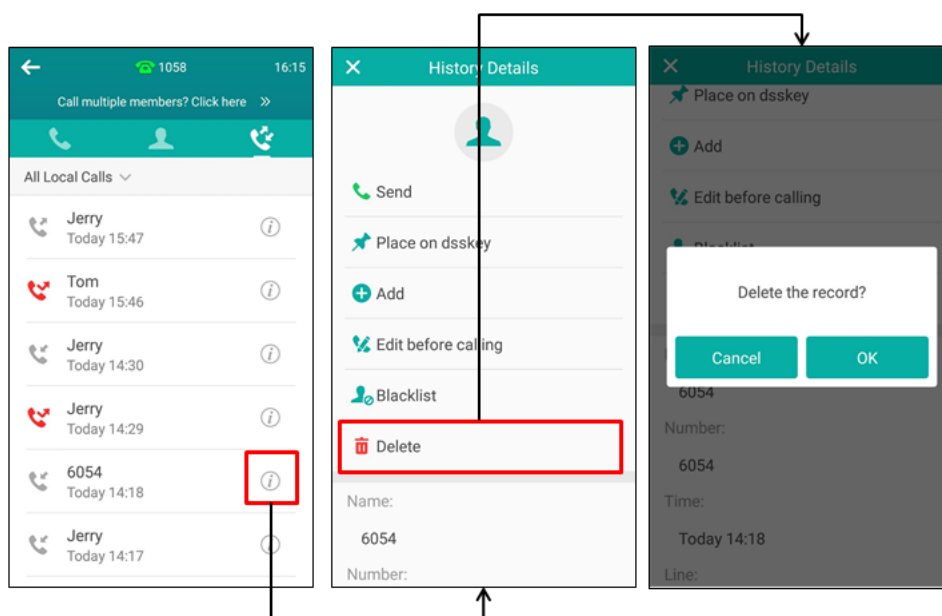 1058
16:15
Call multiple members? Click here »
All Local Calls
Jerry
Today 15:47
Tom
Today 15:46
Jerry
Today 14:30
Jerry
Today 14:29
6054
Today 14:18
Jerry
Today 14:17
History Details
Send
Place on dsskey
Add
Edit before calling
Blacklist
Delete
Name:
6054
Number:
History Details
Place on dsskey
Add
Edit before calling
Blacklist
Delete the record?
Cancel
OK
6054
Number:
6054
Time:
Today 14:18
Line: